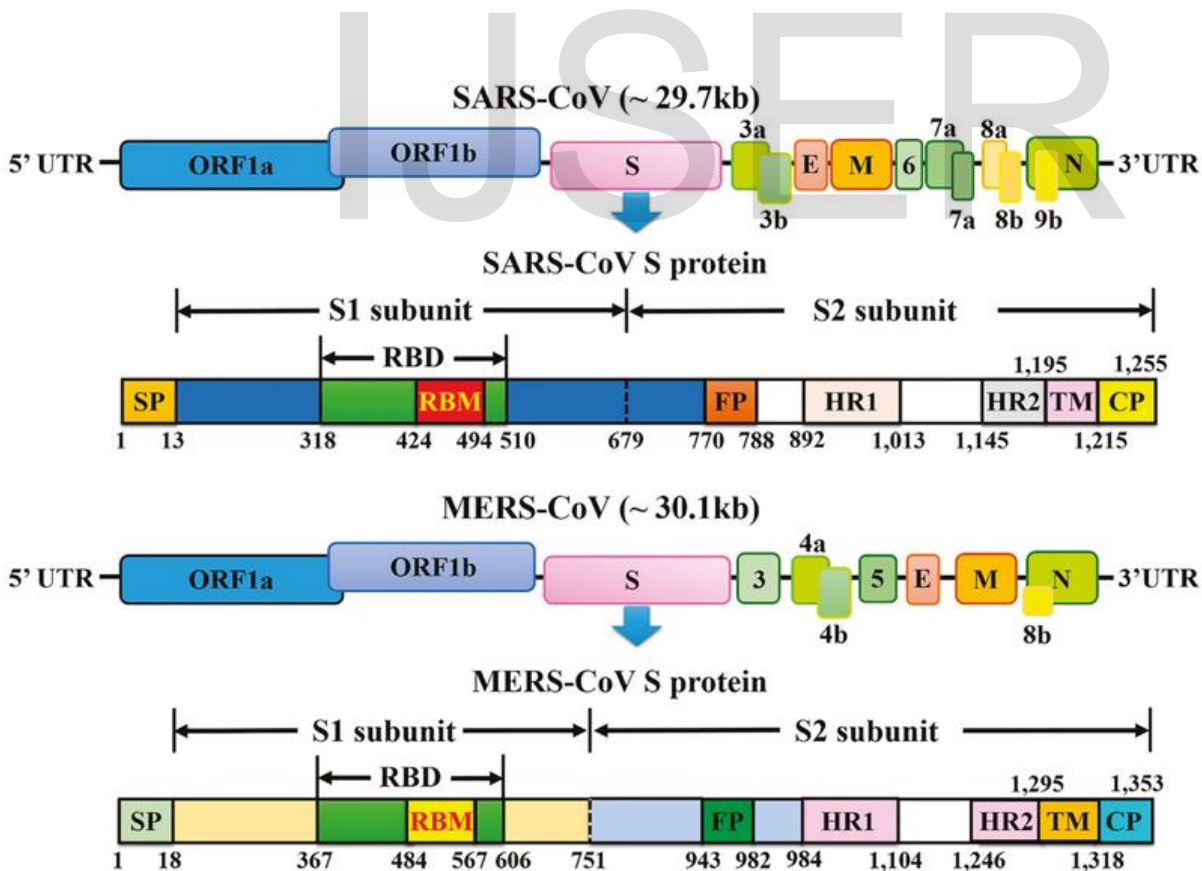 IJSER
SARS-CoV (~ 29.7kb)
3a 7a 8a
5' UTR ORF1a ORF1b S E M 6 N 3'UTR
3b 7a 8b 9b
SARS-CoV S protein
S1 subunit S2 subunit
RBD 1,195 1,255
SP RBM FP HR1 HR2 TM CP
1 13 318 424 494 510 679 770 788 892 1,013 1,145 1,215
MERS-CoV (~ 30.1kb)
4a
5' UTR ORF1a ORF1b S 3 5 E M N 3'UTR
4b 8b
MERS-CoV S protein
S1 subunit S2 subunit
RBD 1,295 1,353
SP RBM FP HR1 HR2 TM CP
1 18 367 484 567 606 751 943 982 984 1,104 1,246 1,318